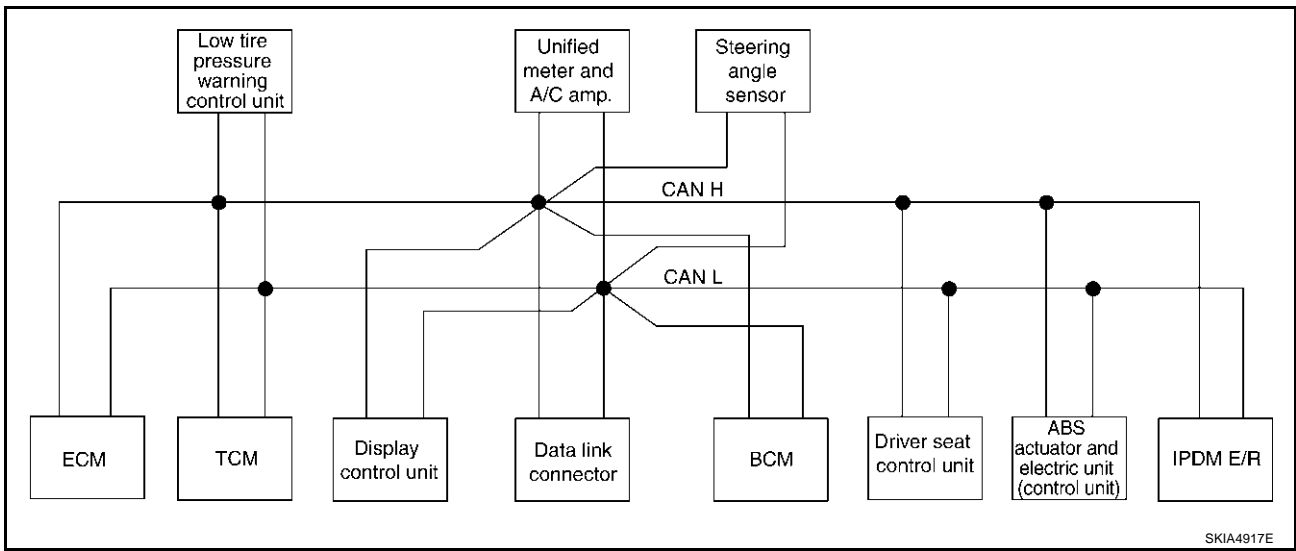 Low tire
pressure
warning
control unit
Unified
meter and
A/C amp.
Steering
angle
sensor
CAN H
CAN L
ECM
TCM
Display
control unit
Data link
connector
BCM
Driver seat
control unit
ABS
actuator and
electric unit
(control unit)
IPDM E/R
SKIA4917E